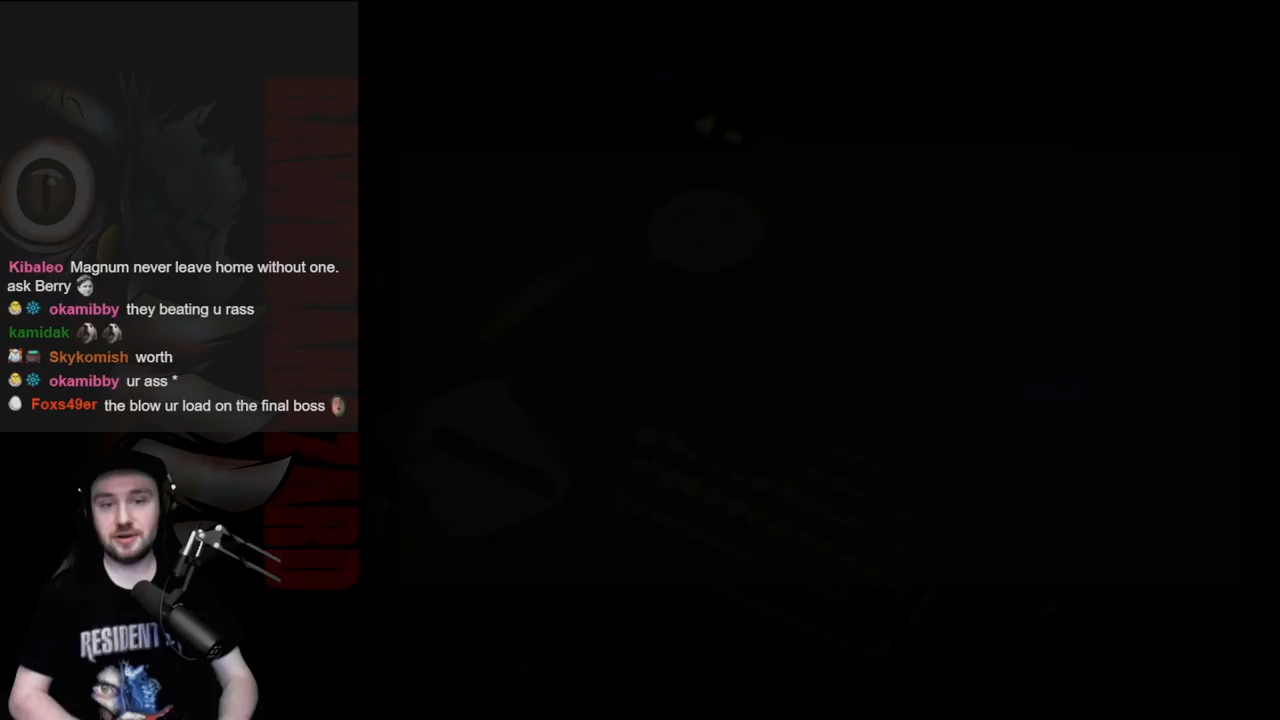 Kibaleo Magnum never leave home without one.
ask Berry
okamibby they beating u rass
kamidak
Skykomish worth
okamibby ur ass *
Foxs49er the blow ur load on the final boss
RESIDENT